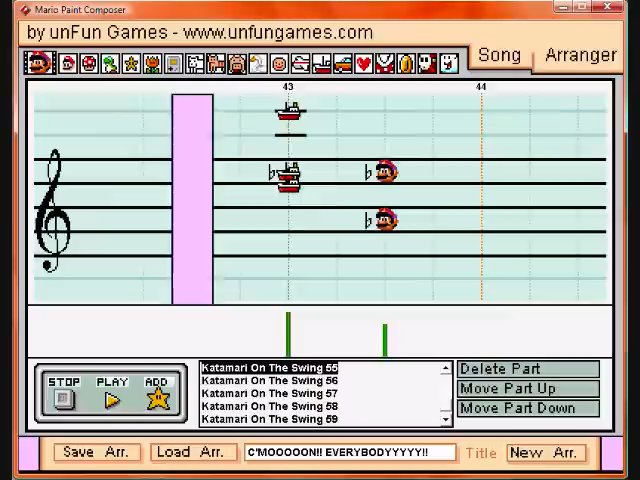 Mario Paint Composer
by unFun Games - www.unfungames.com
Song
Arranger
43
44
STOP
PLAY
ADD
Katamari On The Swing 55
Katamari On The Swing 56
Katamari On The Swing 57
Katamari On The Swing 58
Katamari On The Swing 59
Delete Part
Move Part Up
Move Part Down
Save Arr.
Load Arr.
C'MOOOOON!! EVERYBODYYYYY!!
Title
New Arr.